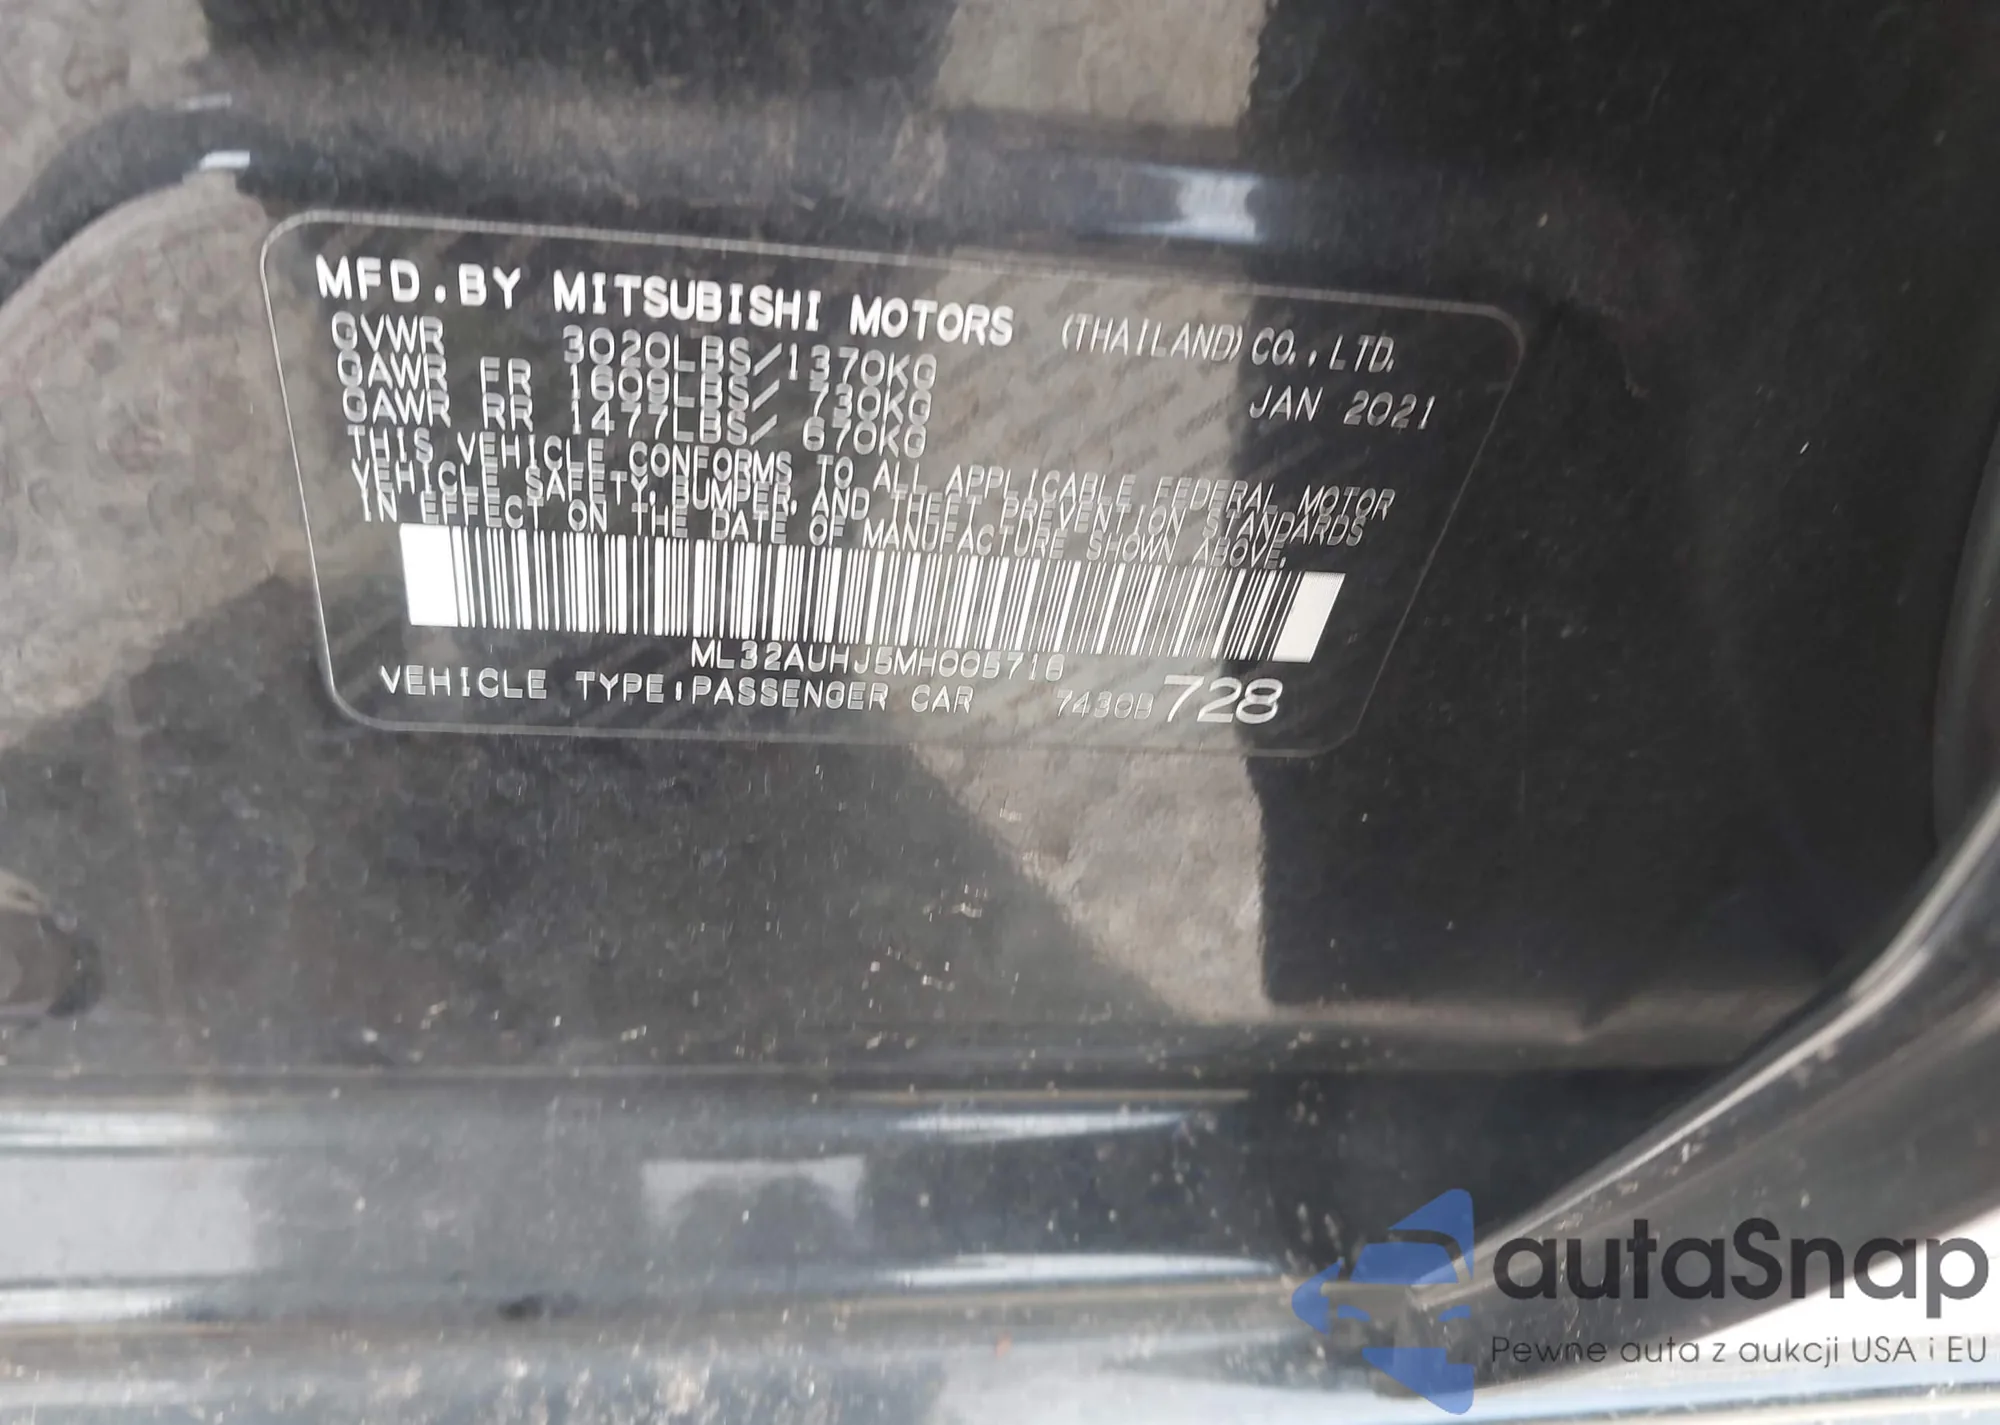 MFD.BY MITSUBISHI MOTORS (THAILAND) CO.,LTD.
GVWR 3020LBS/1370KG JAN 2021
GAWR FR 1609LBS/ 730KG
GAWR RR 1477LBS/ 670KG
THIS VEHICLE CONFORMS TO ALL APPLICABLE FEDERAL MOTOR
VEHICLE SAFETY, BUMPER, AND THEFT PREVENTION STANDARDS
IN EFFECT ON THE DATE OF MANUFACTURE SHOWN ABOVE.
ML32AUHJ5MH005716
VEHICLE TYPE:PASSENGER CAR 7430B728
autaSnap
Pewne auta z aukcji USA i EU